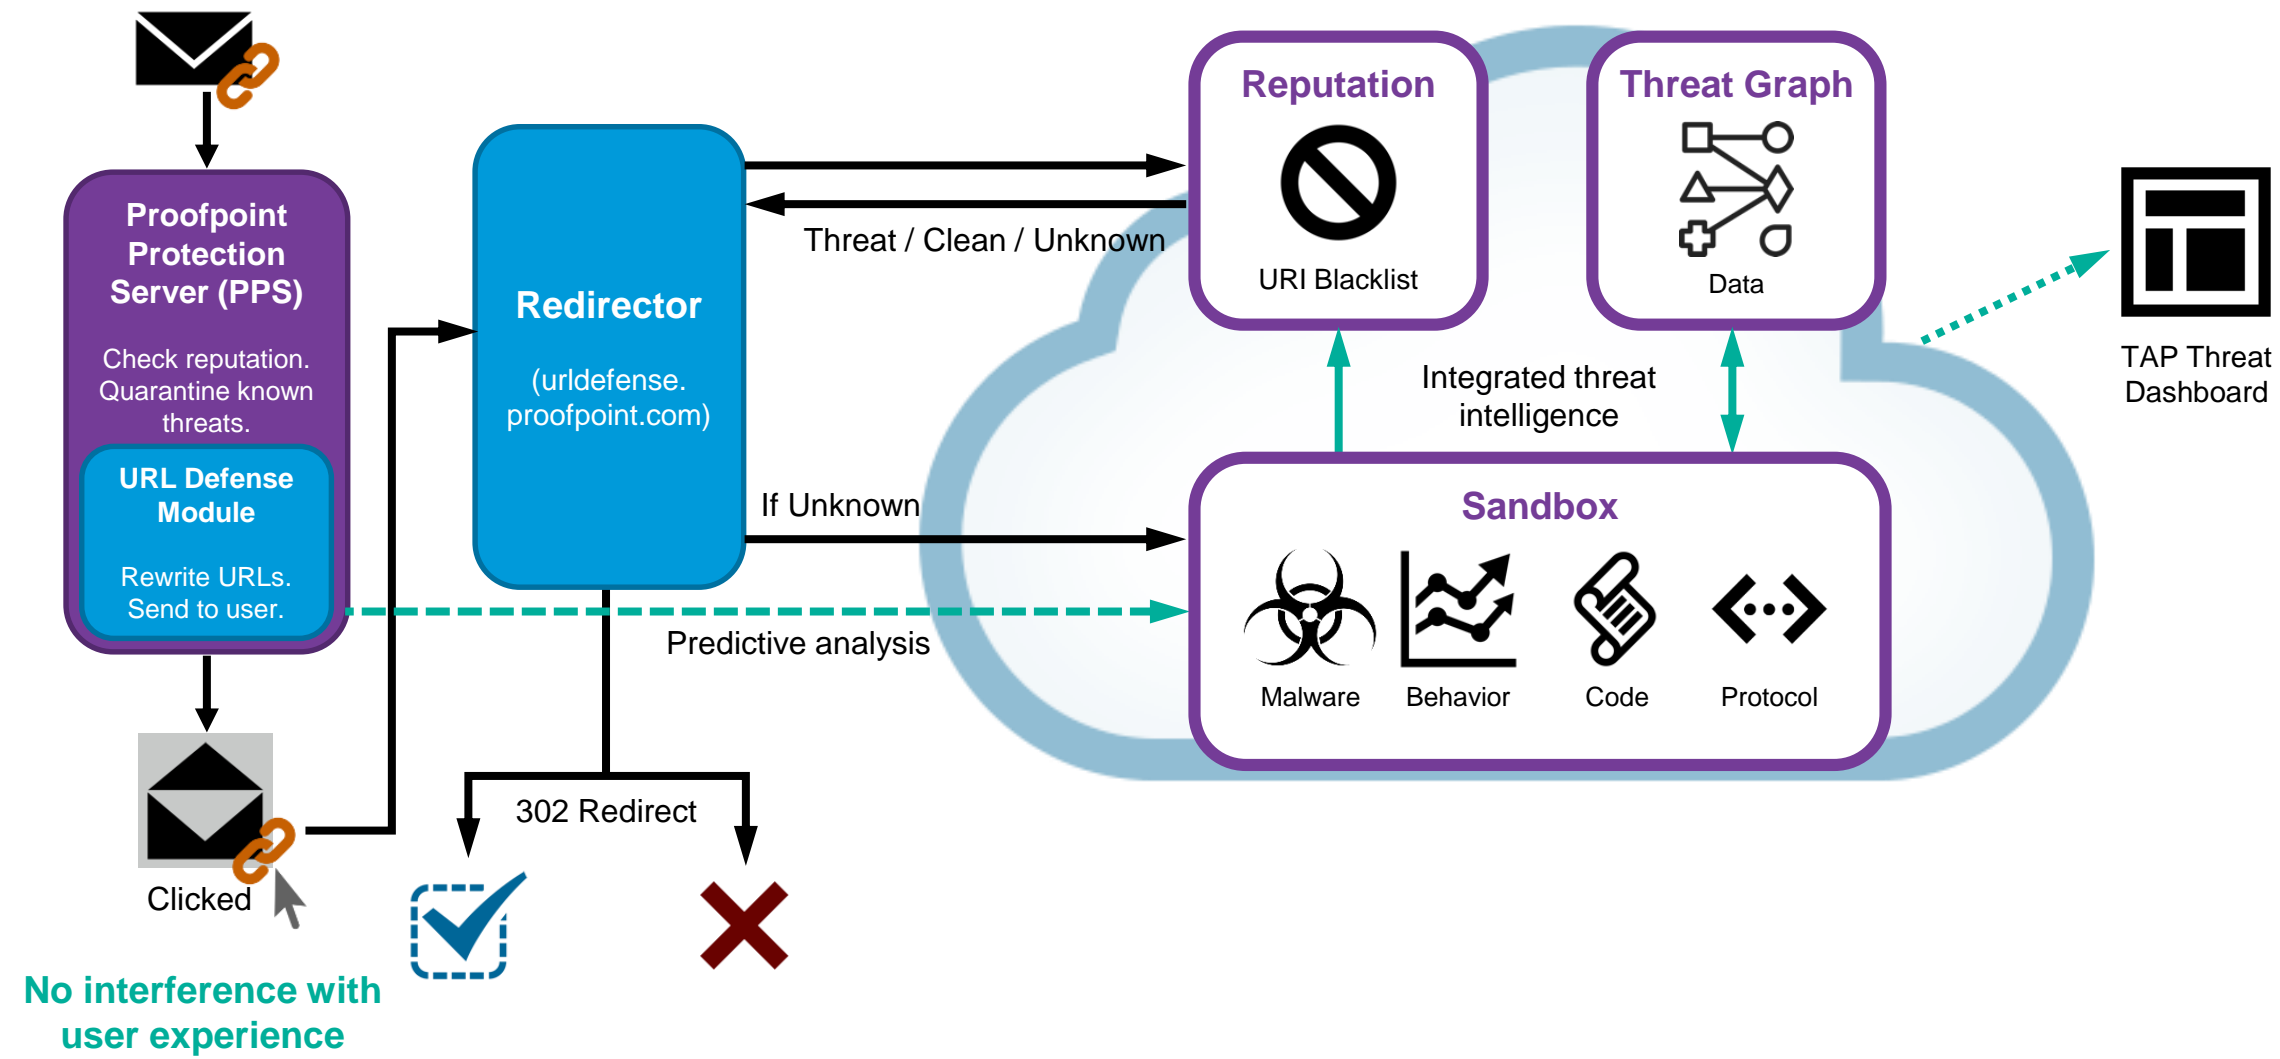 Proofpoint
Protection
Server (PPS)
Check reputation.
Quarantine known
threats.
URL Defense
Module
Rewrite URLs.
Send to user.
Clicked
No interference with
user experience
Redirector
(urldefense.
proofpoint.com)
Threat / Clean / Unknown
If Unknown
Predictive analysis
302 Redirect
Reputation
URI Blacklist
Threat Graph
Data
Integrated threat
intelligence
Sandbox
Malware
Behavior
Code
Protocol
TAP Threat
Dashboard